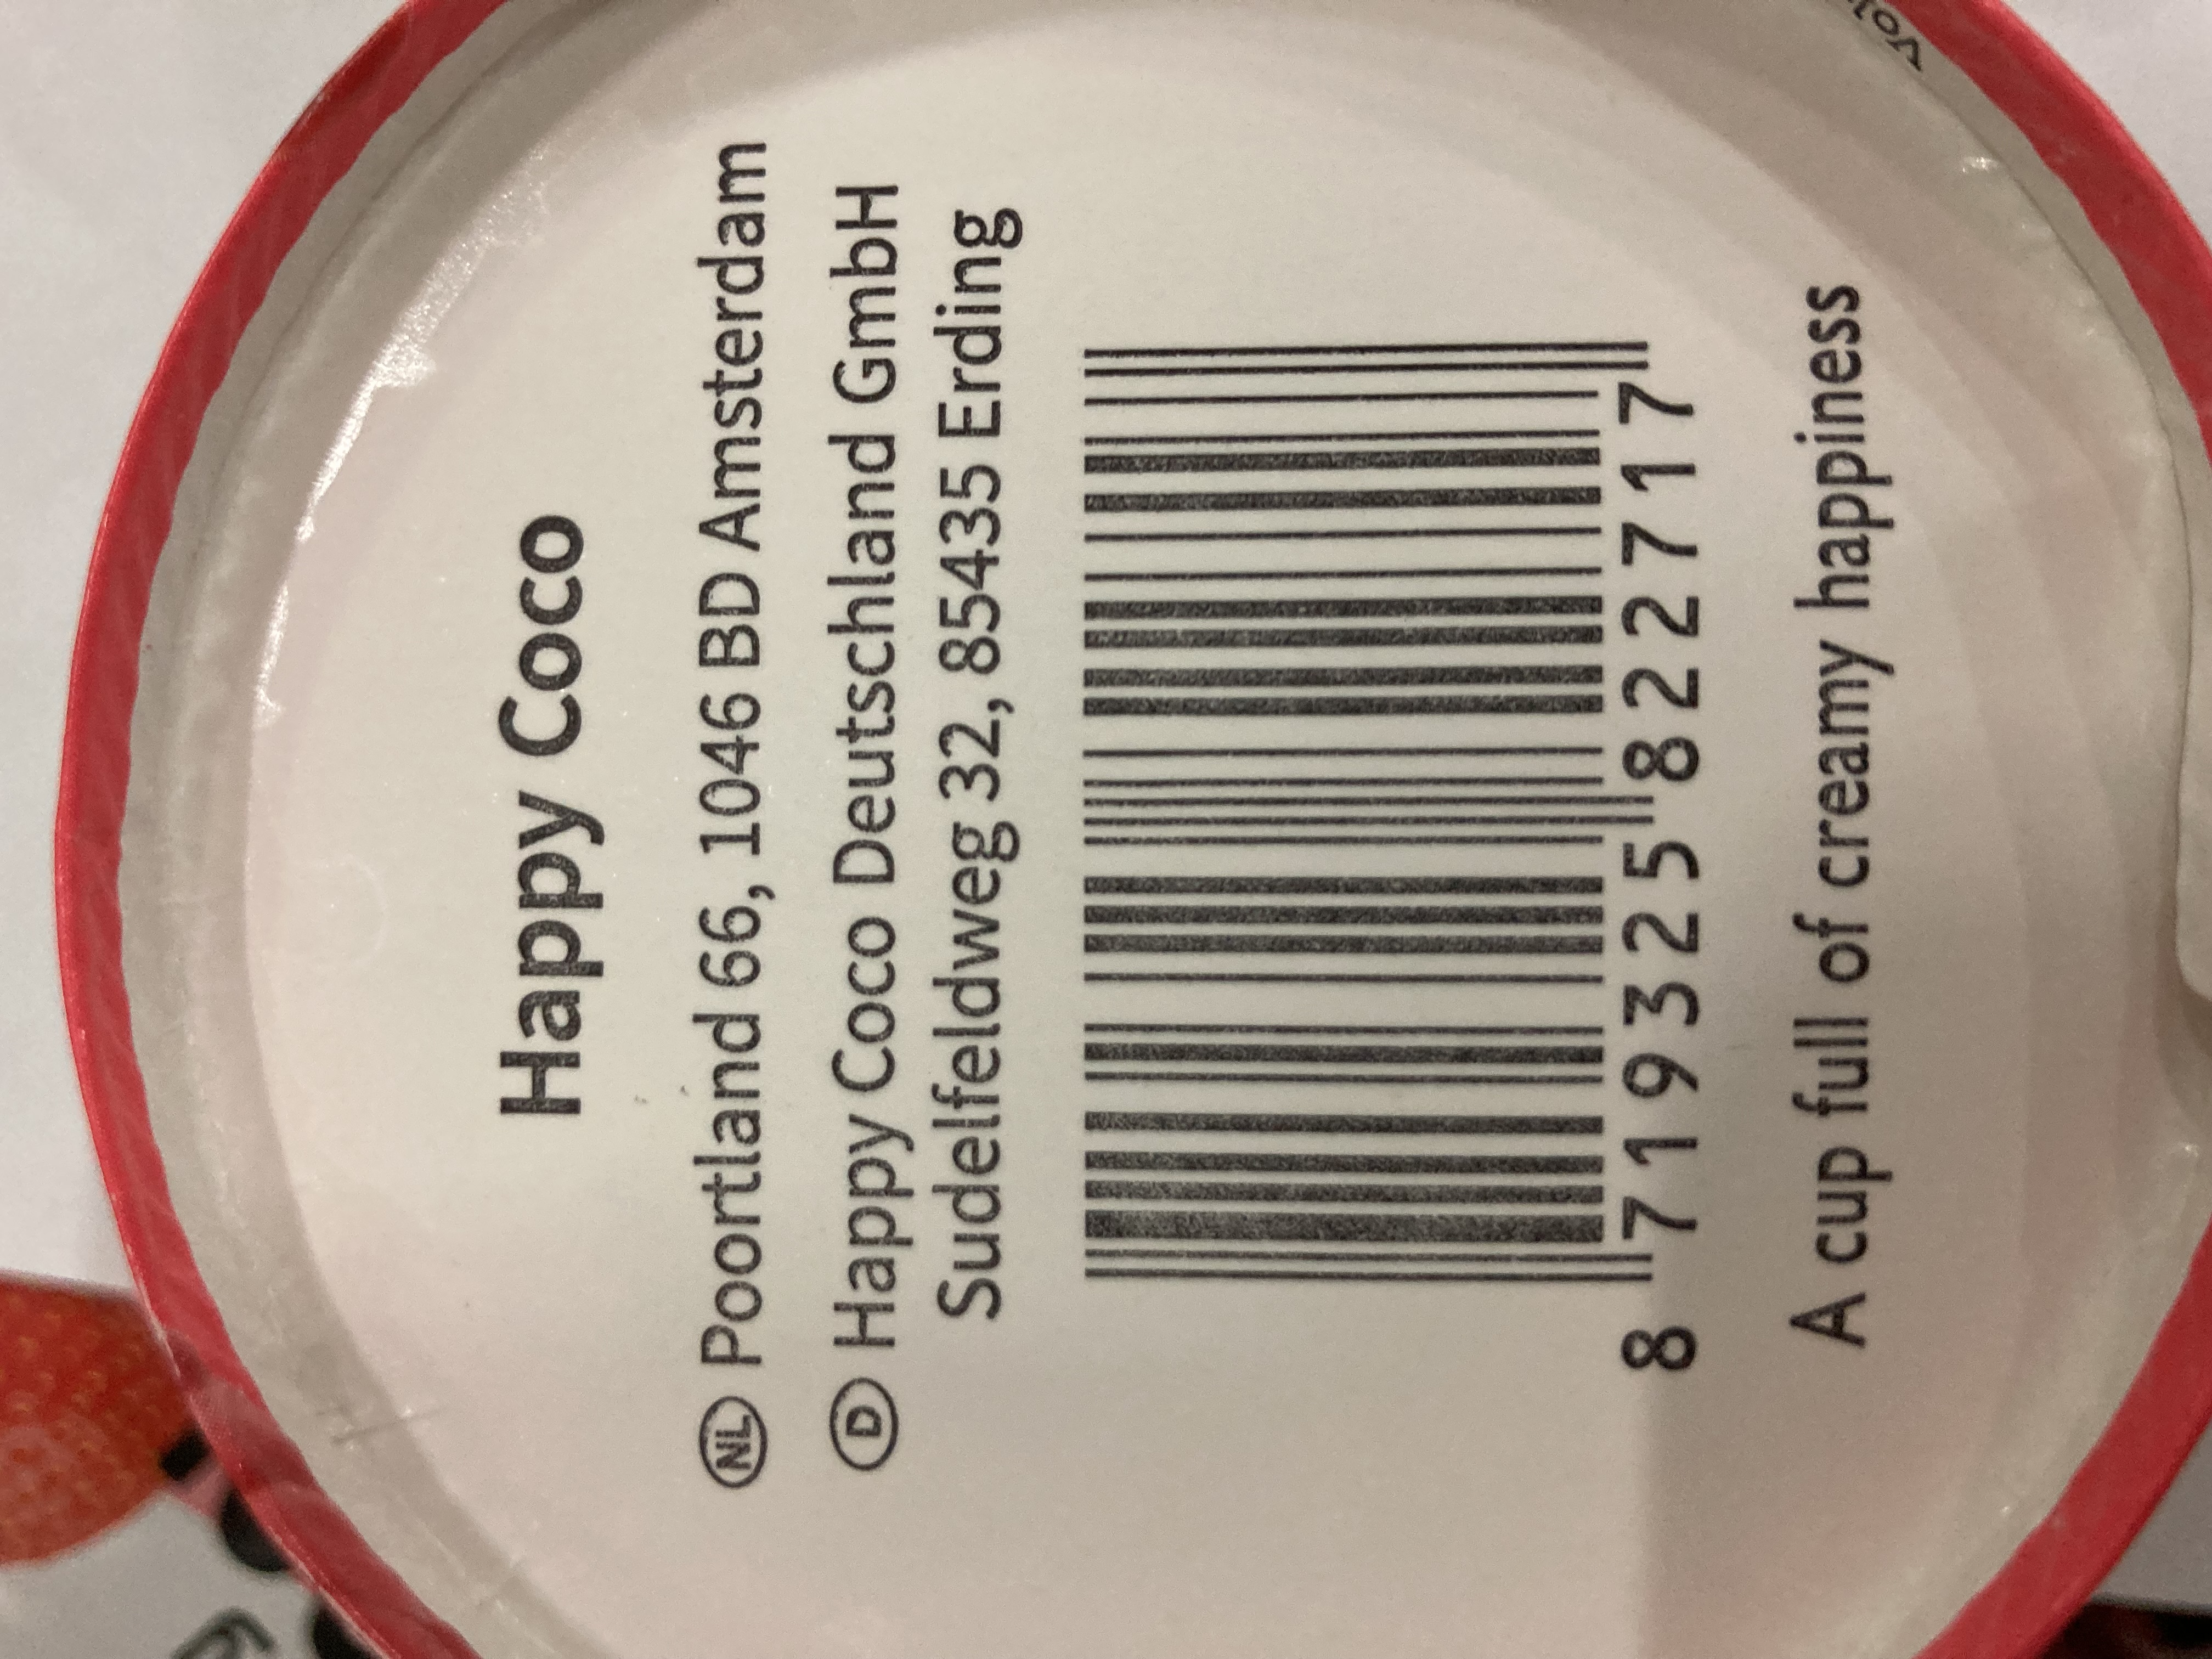 Happy Coco
NL Poortland 66, 1046 BD Amsterdam
D Happy Coco Deutschland GmbH
Sudelfeldweg 32, 85435 Erding
8 719325 822717
A cup full of creamy happiness